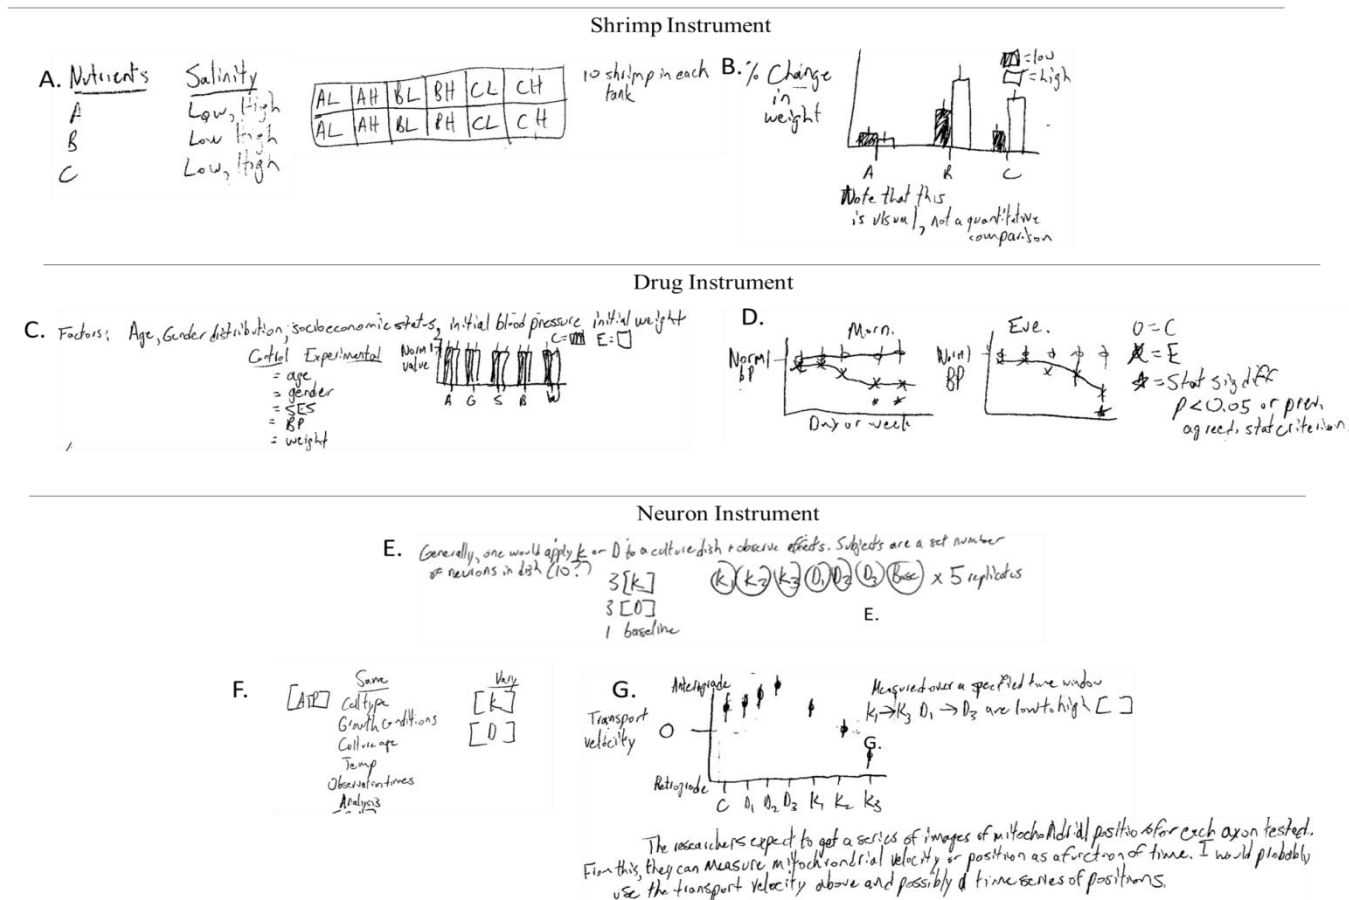 Shrimp Instrument
A. Nutrients Salinity
A Low, High
B Low High
C Low, High
AL AH BL BH CL CH
AL AH BL BH CL CH
10 shrimp in each
tank
B. % Change
in
weight
= low
= high
A B C
Note that this
is visual, not a quantitative
comparison
Drug Instrument
C. Factors: Age, Gender distribution, socioeconomic status, initial blood pressure initial weight
Control Experimental
= age
= gender
= SES
= BP
= weight
C= E=
Norml
value
A G S B W
D.
Morn.
Norml
BP
Day or week
Eve.
Norml
BP
O = C
X = E
* = Stat sig diff
p<0.05 or prev.
agreed. stat criterion.
Neuron Instrument
E. Generally, one would apply K or D to a culture dish + observe effects. Subjects are a set number
of neurons in dish (10?)
3 [K]
3 [D]
1 baseline
K1 K2 K3 D1 D2 D3 Base x 5 replicates
E.
F.
Same Vary
[ATP] Cell type [K]
Growth conditions [D]
Culture age
Temp
Observation times
Analysis
G.
Anterograde
Transport
velocity O
Retrograde
C D1 D2 D3 K1 K2 K3
Measured over a specified time window
K1→K3 D1→D3 are low to high [ ]
G.
The researchers expect to get a series of images of mitochondrial positions for each axon tested.
From this, they can measure mitochrondrial velocity or position as a function of time. I would probably
use the transport velocity above and possibly a time series of positions.